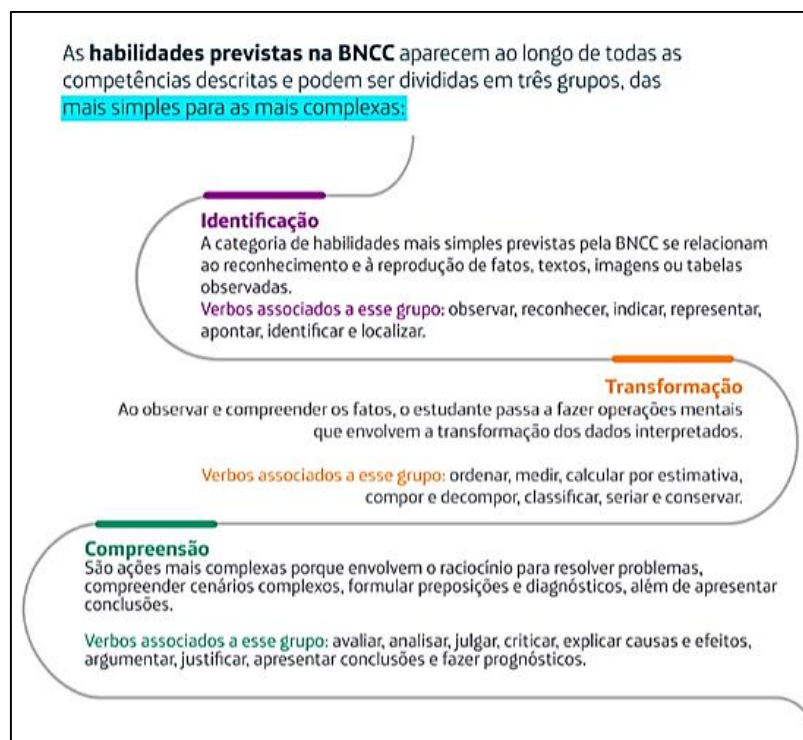 As habilidades previstas na BNCC aparecem ao longo de todas as
competências descritas e podem ser divididas em três grupos, das
mais simples para as mais complexas:
Identificação
A categoria de habilidades mais simples previstas pela BNCC se relacionam
ao reconhecimento e à reprodução de fatos, textos, imagens ou tabelas
observadas.
Verbos associados a esse grupo: observar, reconhecer, indicar, representar,
apontar, identificar e localizar.
Transformação
Ao observar e compreender os fatos, o estudante passa a fazer operações mentais
que envolvem a transformação dos dados interpretados.
Verbos associados a esse grupo: ordenar, medir, calcular por estimativa,
compor e decompor, classificar, seriar e conservar.
Compreensão
São ações mais complexas porque envolvem o raciocínio para resolver problemas,
compreender cenários complexos, formular preposições e diagnósticos, além de apresentar
conclusões.
Verbos associados a esse grupo: avaliar, analisar, julgar, criticar, explicar causas e efeitos,
argumentar, justificar, apresentar conclusões e fazer prognósticos.